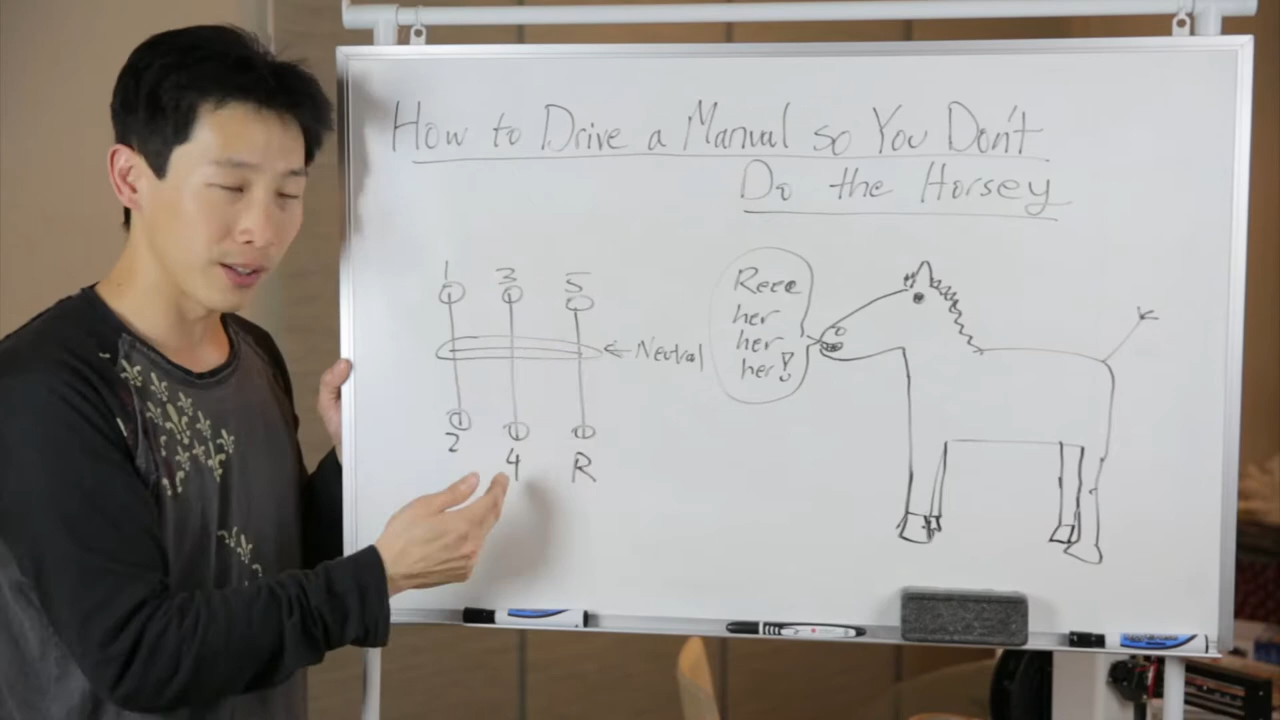 How to Drive a Manual so You Don't
Do the Horsey
1 3 5
← Neutral
2 4 R
Reee
her
her
her!